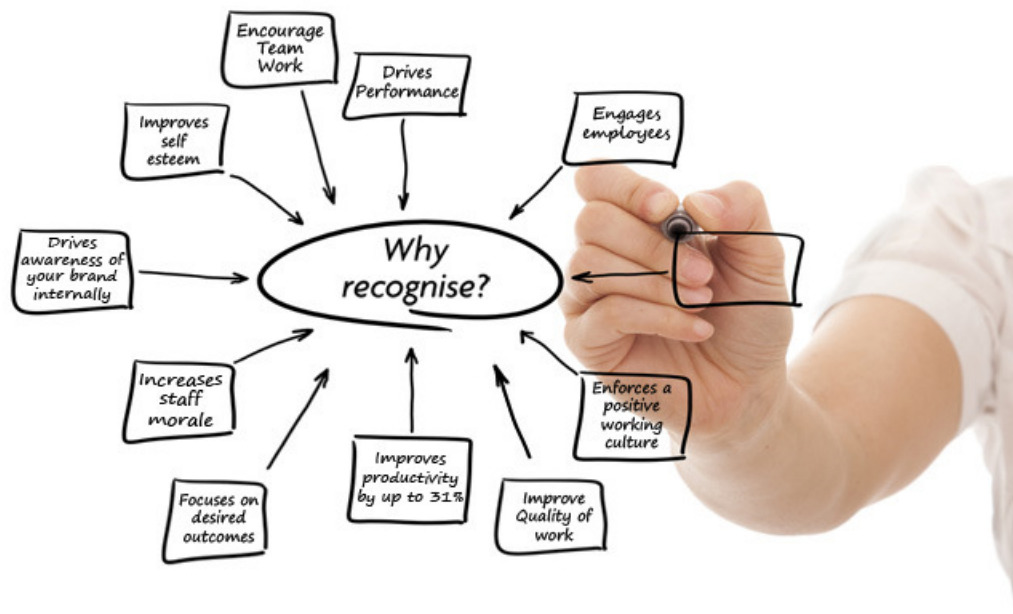 Encourage
Team
Work
Drives
Performance
Engages
employees
Improves
self
esteem
Drives
awareness of
your brand
internally
Why
recognise?
Increases
staff
morale
Enforces a
positive
working
culture
Focuses on
desired
outcomes
Improves
productivity
by up to 31%
Improve
Quality of
work